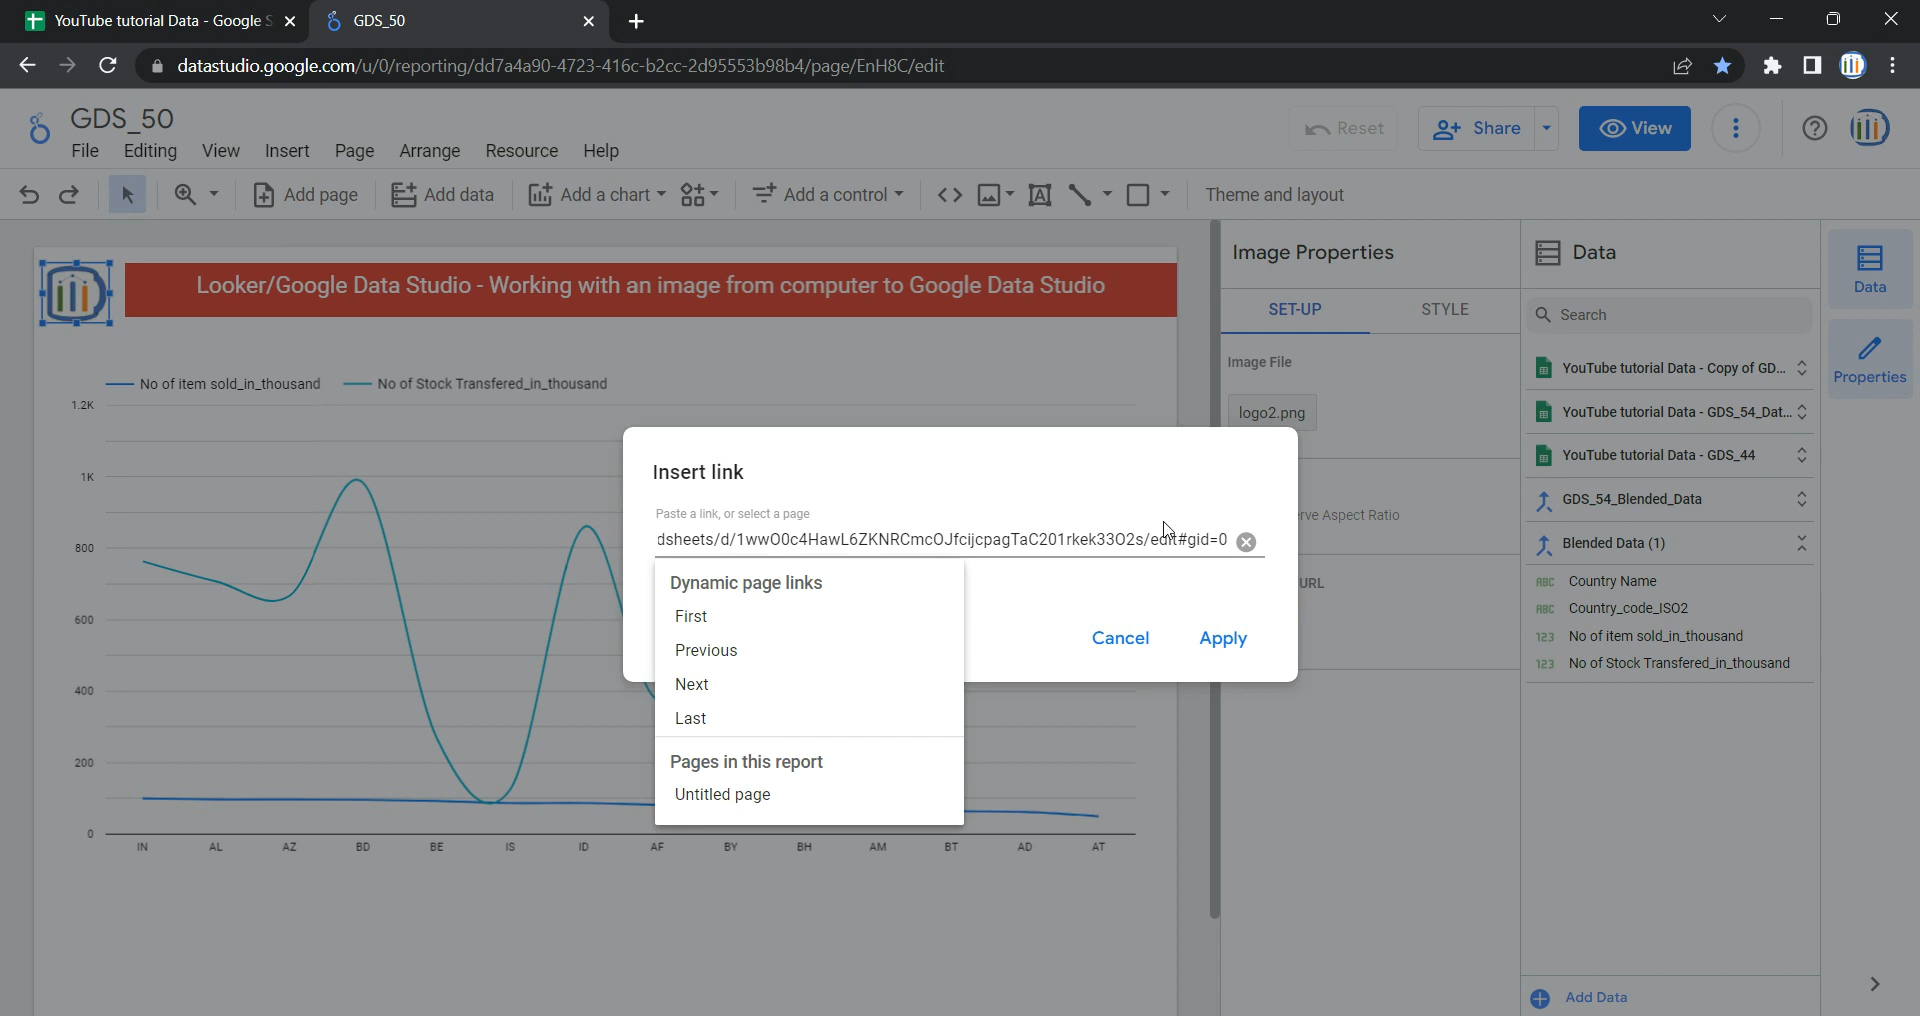 YouTube tutorial Data - Google S
GDS_50
datastudio.google.com/u/0/reporting/dd7a4a90-4723-416c-b2cc-2d95553b98b4/page/EnH8C/edit
GDS_50
File Editing View Insert Page Arrange Resource Help
Reset
Share
View
Add page
Add data
Add a chart
Add a control
Theme and layout
Looker/Google Data Studio - Working with an image from computer to Google Data Studio
No of item sold_in_thousand
No of Stock Transfered_in_thousand
1.2K
1K
800
600
400
200
0
IN AL AZ BD BE IS ID AF BY BH AM BT AD AT
Insert link
Paste a link, or select a page
dsheets/d/1wwO0c4HawL6ZKNRCmcOJfcijcpagTaC201rkek33O2s/edit#gid=0
Dynamic page links
First
Previous
Next
Last
Pages in this report
Untitled page
Cancel
Apply
Image Properties
SET-UP
STYLE
Image File
logo2.png
rve Aspect Ratio
URL
Data
Search
YouTube tutorial Data - Copy of GD...
YouTube tutorial Data - GDS_54_Dat...
YouTube tutorial Data - GDS_44
GDS_54_Blended_Data
Blended Data (1)
ABC Country Name
ABC Country_code_ISO2
123 No of item sold_in_thousand
123 No of Stock Transfered_in_thousand
Add Data
Data
Properties